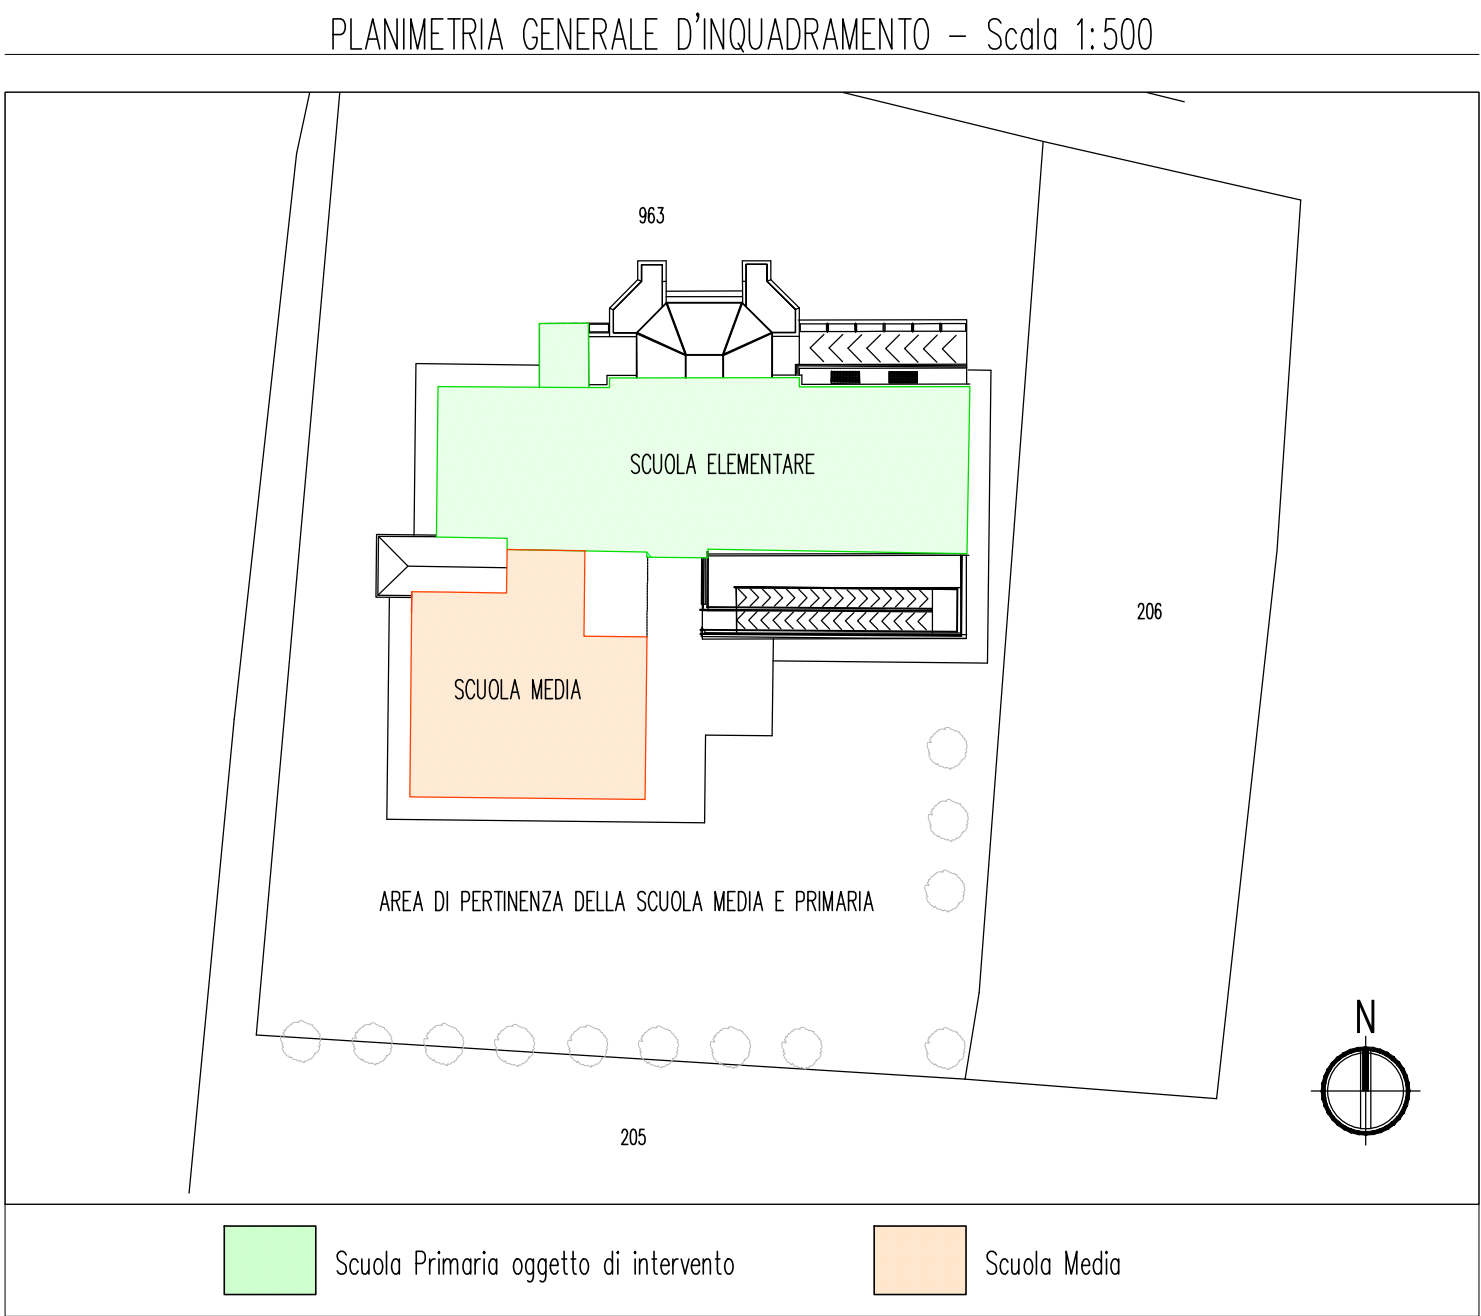 PLANIMETRIA GENERALE D'INQUADRAMENTO – Scala 1:500
963
SCUOLA ELEMENTARE
206
SCUOLA MEDIA
AREA DI PERTINENZA DELLA SCUOLA MEDIA E PRIMARIA
N
205
Scuola Primaria oggetto di intervento
Scuola Media